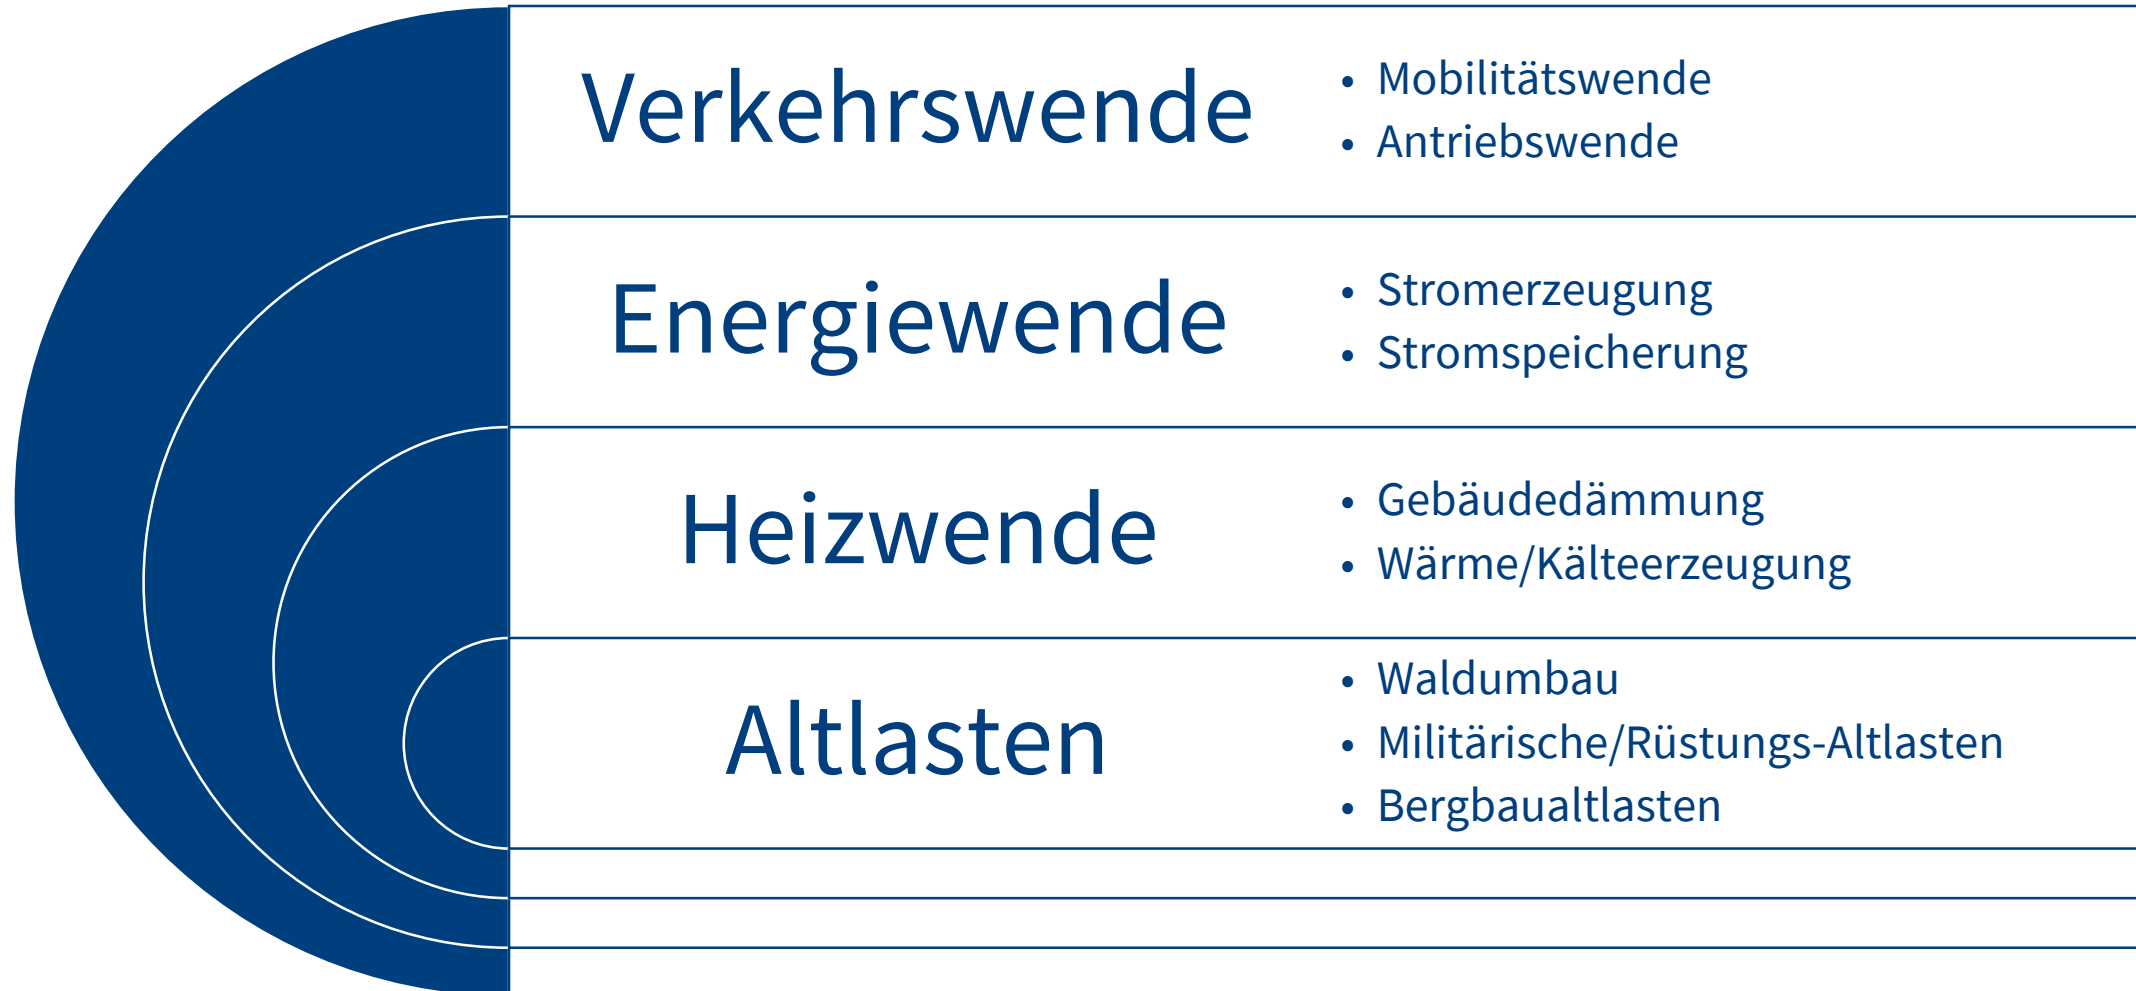 Verkehrswende
• Mobilitätswende
• Antriebswende
Energiewende
• Stromerzeugung
• Stromspeicherung
Heizwende
• Gebäudedämmung
• Wärme/Kälteerzeugung
Altlasten
• Waldumbau
• Militärische/Rüstungs-Altlasten
• Bergbaualtlasten